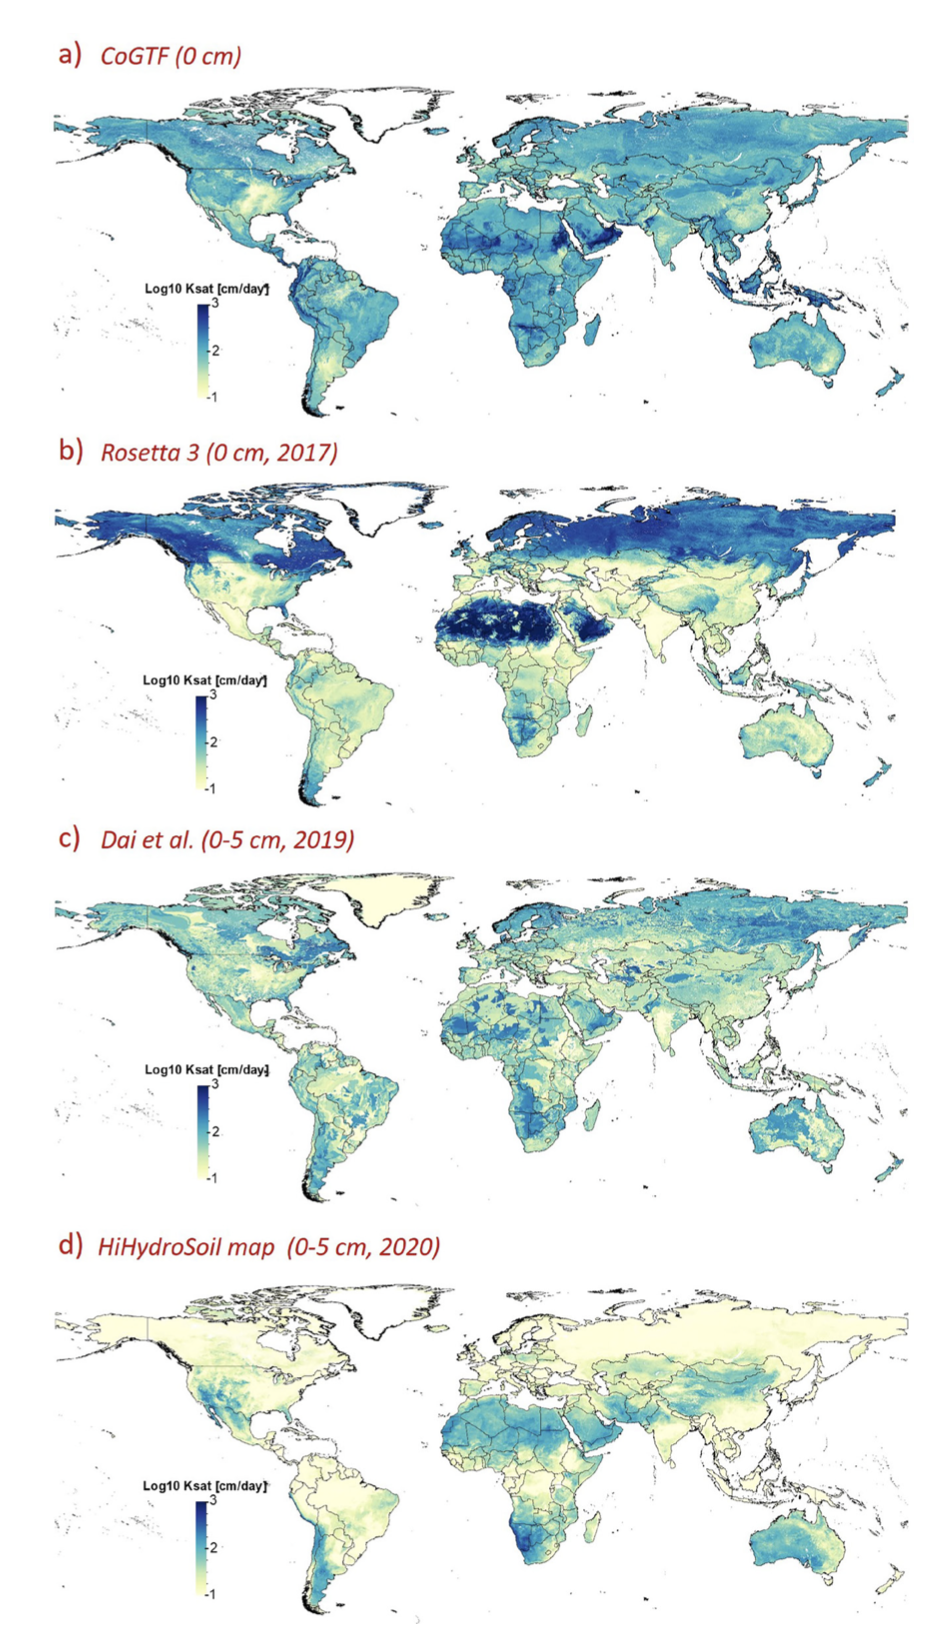 a) CoGTF (0 cm)
Log10 Ksat [cm/day]
3
2
1
b) Rosetta 3 (0 cm, 2017)
Log10 Ksat [cm/day]
3
2
1
c) Dai et al. (0-5 cm, 2019)
Log10 Ksat [cm/day]
3
2
1
d) HiHydroSoil map (0-5 cm, 2020)
Log10 Ksat [cm/day]
3
2
1